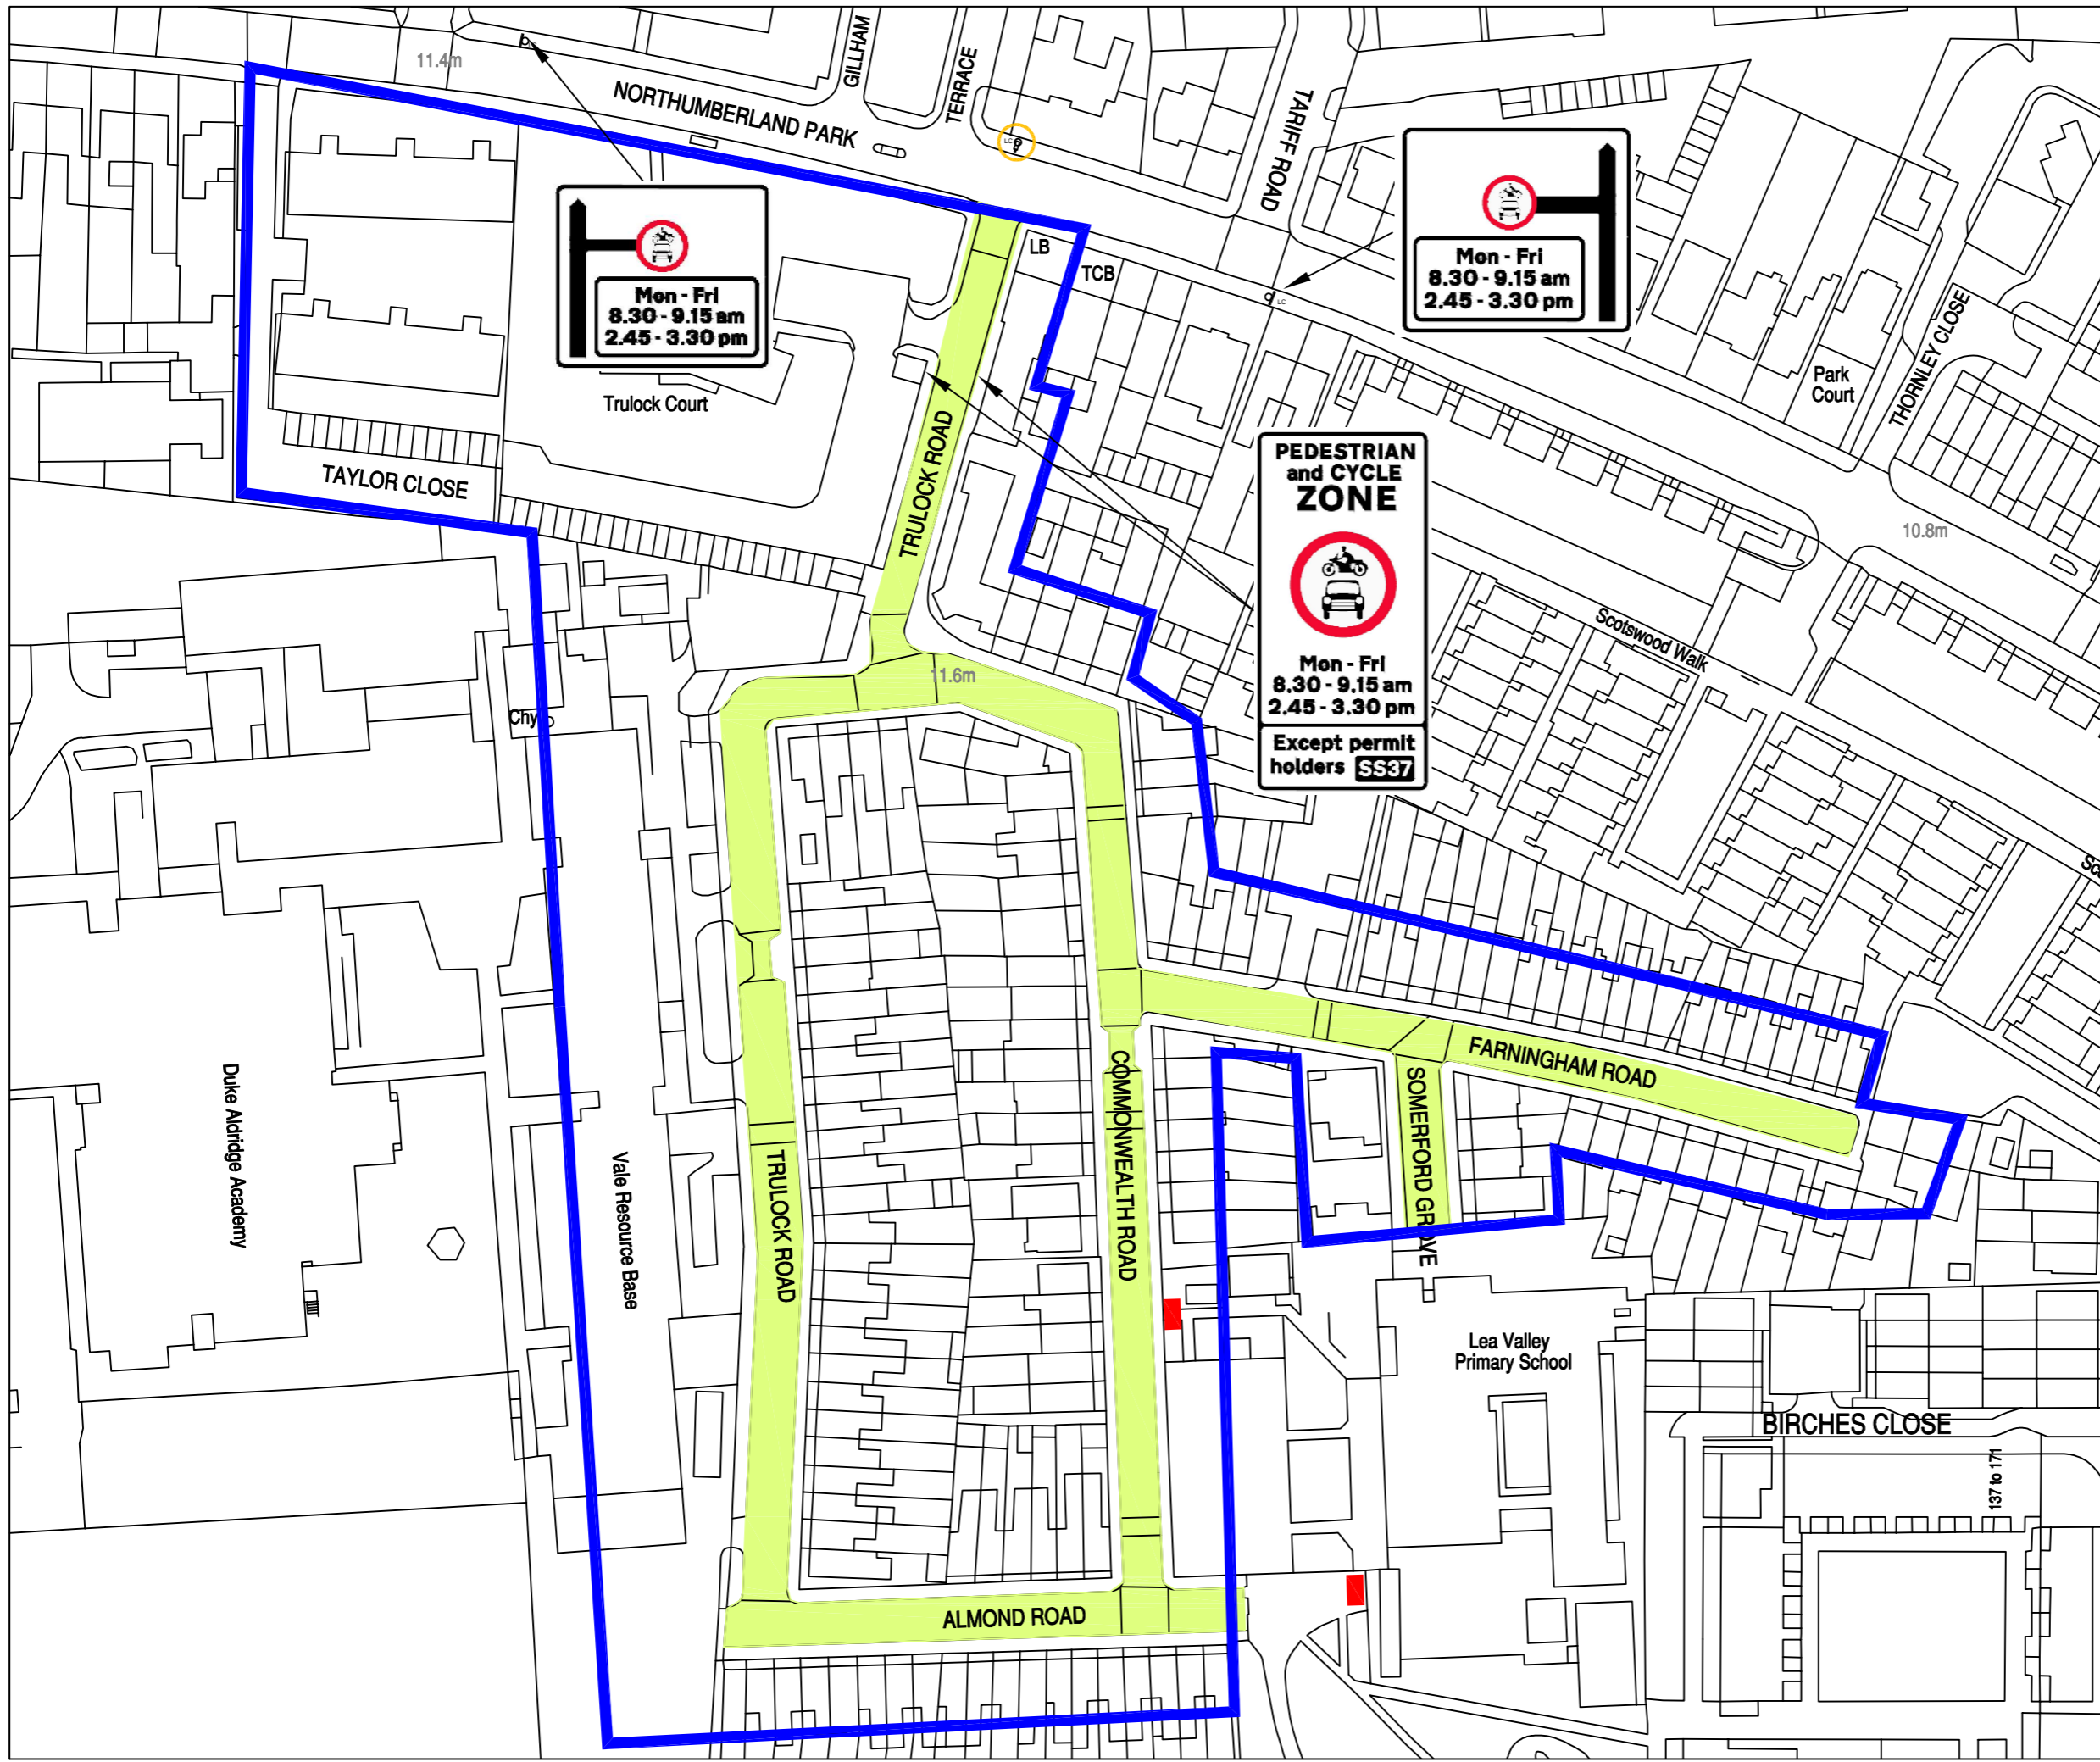 11.4m
NORTHUMBERLAND PARK
GILLHAM
TERRACE
TARIFF ROAD
LC
Mon - Fri
8.30 - 9.15 am
2.45 - 3.30 pm
Mon - Fri
8.30 - 9.15 am
2.45 - 3.30 pm
LB
TCB
LC
Park
Court
THORNLEY CLOSE
Trulock Court
TAYLOR CLOSE
TRULOCK ROAD
PEDESTRIAN
and CYCLE
ZONE
Mon - Fri
8.30 - 9.15 am
2.45 - 3.30 pm
Except permit
holders SS37
10.8m
Scotswood Walk
11.6m
Chy
FARNINGHAM ROAD
SOMERFORD GROVE
COMMONWEALTH ROAD
TRULOCK ROAD
Duke Aldridge Academy
Vale Resource Base
Lea Valley
Primary School
BIRCHES CLOSE
137 to 171
ALMOND ROAD